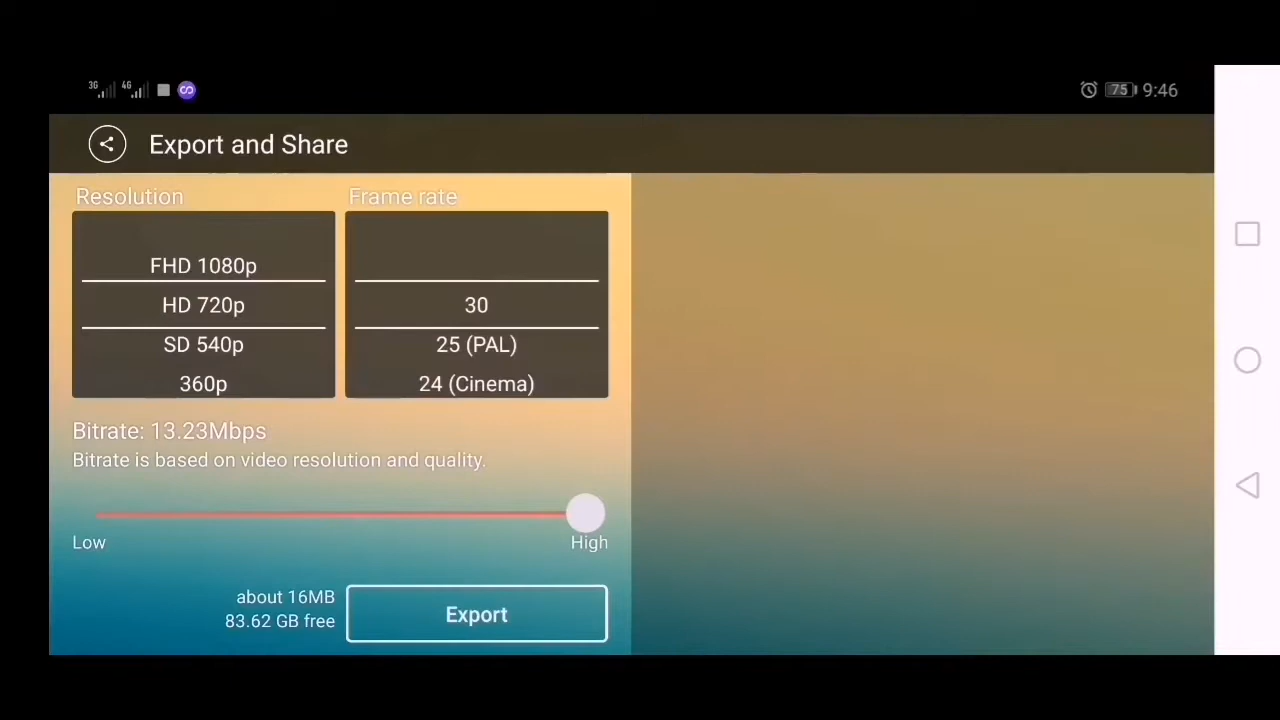 3G 4G 75 9:46
Export and Share
Resolution Frame rate
FHD 1080p
HD 720p 30
SD 540p 25 (PAL)
360p 24 (Cinema)
Bitrate: 13.23Mbps
Bitrate is based on video resolution and quality.
Low High
about 16MB
83.62 GB free
Export